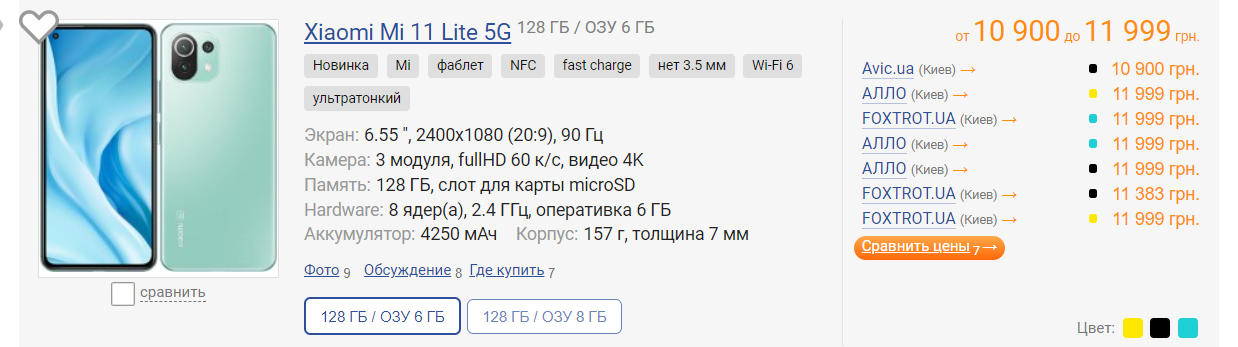 Xiaomi Mi 11 Lite 5G 128 ГБ / ОЗУ 6 ГБ
Новинка Mi фаблет NFC fast charge нет 3.5 мм Wi-Fi 6
ультратонкий
Экран: 6.55 ", 2400x1080 (20:9), 90 Гц
Камера: 3 модуля, fullHD 60 к/с, видео 4K
Память: 128 ГБ, слот для карты microSD
Hardware: 8 ядер(а), 2.4 ГГц, оперативка 6 ГБ
Аккумулятор: 4250 мАч Корпус: 157 г, толщина 7 мм
Фото 9 Обсуждение 8 Где купить 7
сравнить
128 ГБ / ОЗУ 6 ГБ 128 ГБ / ОЗУ 8 ГБ
от 10 900 до 11 999 грн.
Avic.ua (Киев) → 10 900 грн.
АЛЛО (Киев) → 11 999 грн.
FOXTROT.UA (Киев) → 11 999 грн.
АЛЛО (Киев) → 11 999 грн.
АЛЛО (Киев) → 11 999 грн.
FOXTROT.UA (Киев) → 11 383 грн.
FOXTROT.UA (Киев) → 11 999 грн.
Сравнить цены 7 →
Цвет: